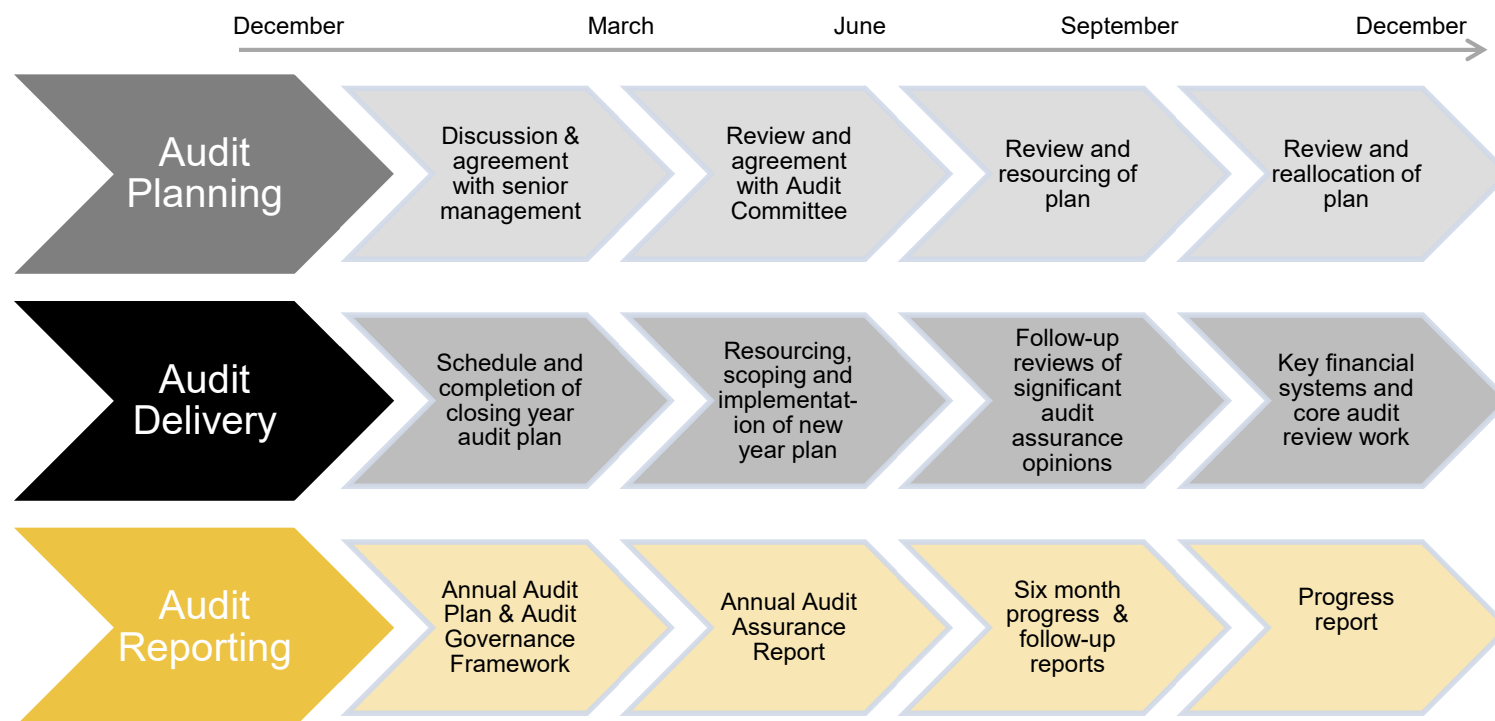 December March June September December
Audit
Planning
Discussion &
agreement
with senior
management
Review and
agreement
with Audit
Committee
Review and
resourcing of
plan
Review and
reallocation of
plan
Audit
Delivery
Schedule and
completion of
closing year
audit plan
Resourcing,
scoping and
implementat-
ion of new
year plan
Follow-up
reviews of
significant
audit
assurance
opinions
Key financial
systems and
core audit
review work
Audit
Reporting
Annual Audit
Plan & Audit
Governance
Framework
Annual Audit
Assurance
Report
Six month
progress &
follow-up
reports
Progress
report